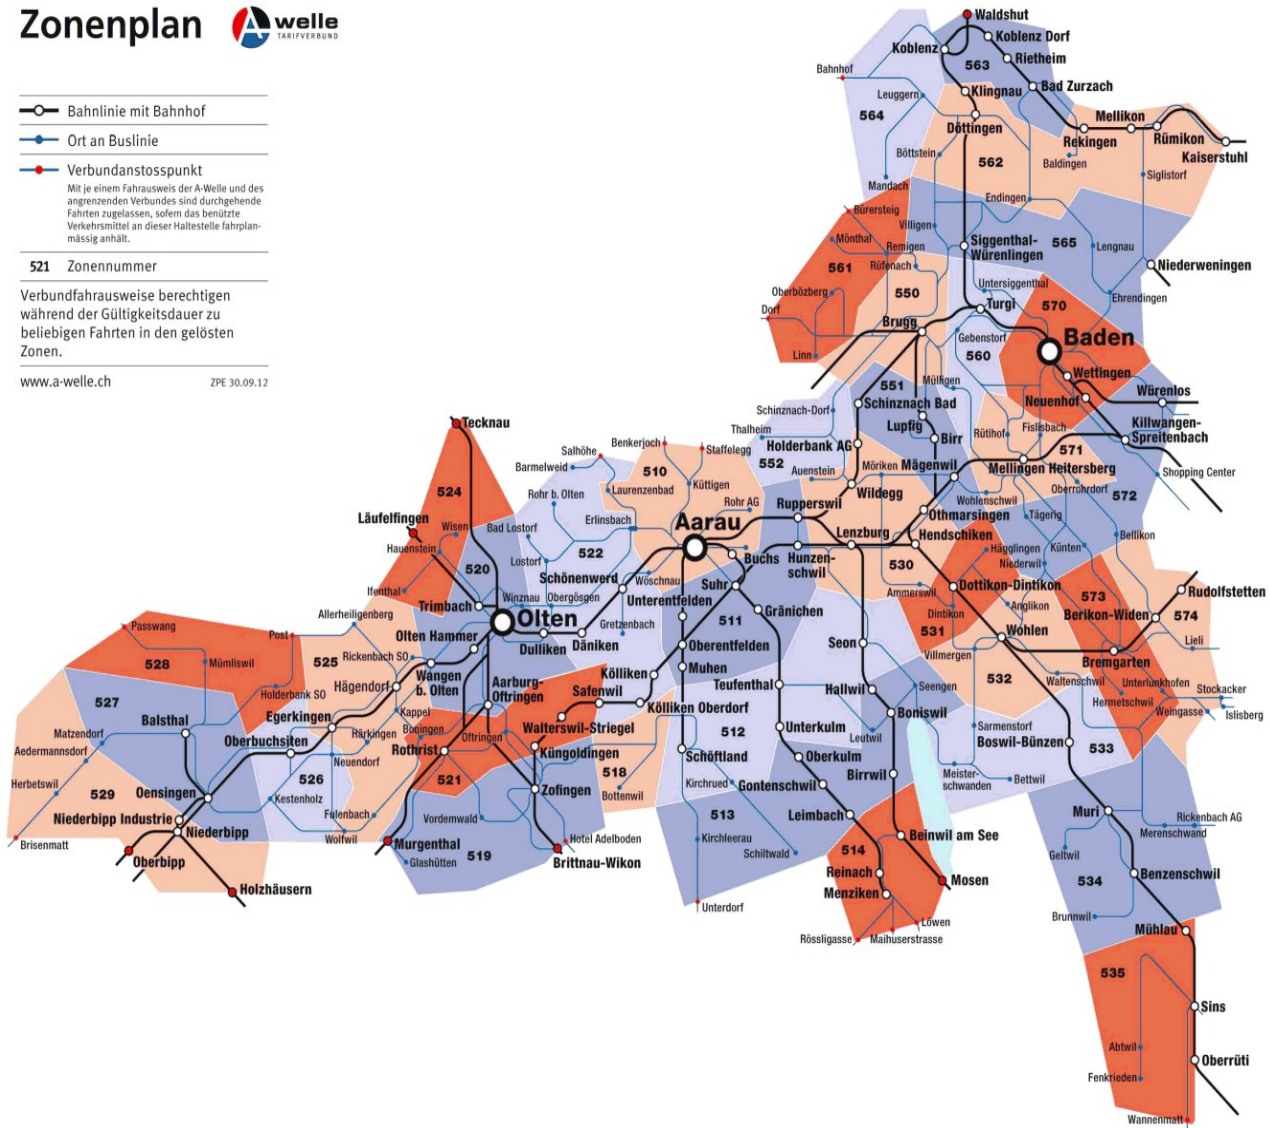 Zonenplan
A welle
TARIFVERBUND
Bahnlinie mit Bahnhof
Ort an Buslinie
Verbundanstosspunkt
Mit je einem Fahrausweis der A-Welle und des
angrenzenden Verbundes sind durchgehende
Fahrten zugelassen, sofern das benützte
Verkehrsmittel an dieser Haltestelle fahrplan-
mässig anhält.
521 Zonennummer
Verbundfahrausweise berechtigen
während der Gültigkeitsdauer zu
beliebigen Fahrten in den gelösten
Zonen.
www.a-welle.ch
ZPE 30.09.12
Waldshut
Koblenz Dorf
Koblenz
Rietheim
563
Bahnhof
Bad Zurzach
Klingnau
Leuggern
564
Mellikon
Döttingen
Rümikon
Rekingen
Kaiserstuhl
Böttstein
562
Baldingen
Siglistorf
Mandach
Endingen
Bürersteig
Villigen
Mönthal
Remigen
Siggenthal-
Würenlingen
565
Lengnau
561
Rüfenach
Niederweningen
Oberbözberg
550
Untersiggenthal
Ehrendingen
Dorf
Turgi
570
Brugg
Gebenstorf
Baden
Linn
560
Wettingen
551
Mülligen
Würenlos
Schinznach Bad
Neuenhof
Schinznach-Dorf
Killwangen-
Spreitenbach
Lupfig
Fislisbach
Tecknau
Thalheim
Rütihof
Birr
Benkerjoch
Holderbank AG
571
Salhöhe
Staffelegg
552
Möriken
Mägenwil
Mellingen Heitersberg
Barmelweid
510
Auenstein
Shopping Center
Küttigen
Oberrohrdorf
524
Laurenzenbad
Wildegg
Wohlenschwil
572
Rohr b. Olten
Rohr AG
Rupperswil
Othmarsingen
Tägerig
Läufelfingen
Erlinsbach
Aarau
Wisen
Bad Lostorf
Lenzburg
Hendschiken
Bellikon
Hauenstein
522
Buchs
Hunzen-
schwil
Hägglingen
Künten
Lostorf
530
Niederwil
520
Schönenwerd
Wöschnau
Suhr
Dottikon-Dintikon
Ifenthal
Ammerswil
573
Rudolfstetten
Winznau
Obergösgen
Unterentfelden
Anglikon
Trimbach
Gränichen
Dintikon
Berikon-Widen
574
Allerheiligenberg
Olten
Gretzenbach
511
531
Passwang
Post
Olten Hammer
Wohlen
Lieli
Dulliken
Däniken
Oberentfelden
Seon
Villmergen
528
525
Rickenbach SO
Bremgarten
Mümliswil
Wangen
b. Olten
Muhen
532
Kölliken
Waltenschwil
Hägendorf
Aarburg-
Oftringen
Teufenthal
Hallwil
Seengen
Unterlunkhofen
Holderbank SO
Safenwil
Stockacker
527
Kölliken Oberdorf
Hermetschwil
Kappel
Boniswil
Weingasse
Islisberg
Balsthal
Egerkingen
Walterswil-Striegel
Unterkulm
Sarmenstorf
Matzendorf
Boningen
512
Härkingen
Oftringen
Leutwil
Boswil-Bünzen
533
Aedermannsdorf
Oberbuchsiten
Rothrist
Küngoldingen
Schöftland
Oberkulm
Neuendorf
518
Birrwil
Meister-
schwanden
Herbetswil
526
521
Bettwil
Oensingen
Kirchrued
Gontenschwil
529
Kestenholz
Zofingen
Bottenwil
Muri
Niederbipp Industrie
Fulenbach
Vordemwald
513
Leimbach
Rickenbach AG
Niederbipp
Merenschwand
Brisenmatt
Wolfwil
Hotel Adelboden
Kirchleerau
Beinwil am See
Murgenthal
519
514
Geltwil
Oberbipp
Glashütten
Brittnau-Wikon
Schiltwald
Reinach
Benzenschwil
Mosen
534
Holzhäusern
Menziken
Unterdorf
Löwen
Brunnwil
Mühlau
Rössligasse
Maihuserstrasse
535
Sins
Abtwil
Oberrüti
Fenkrieden
Wannenmatt